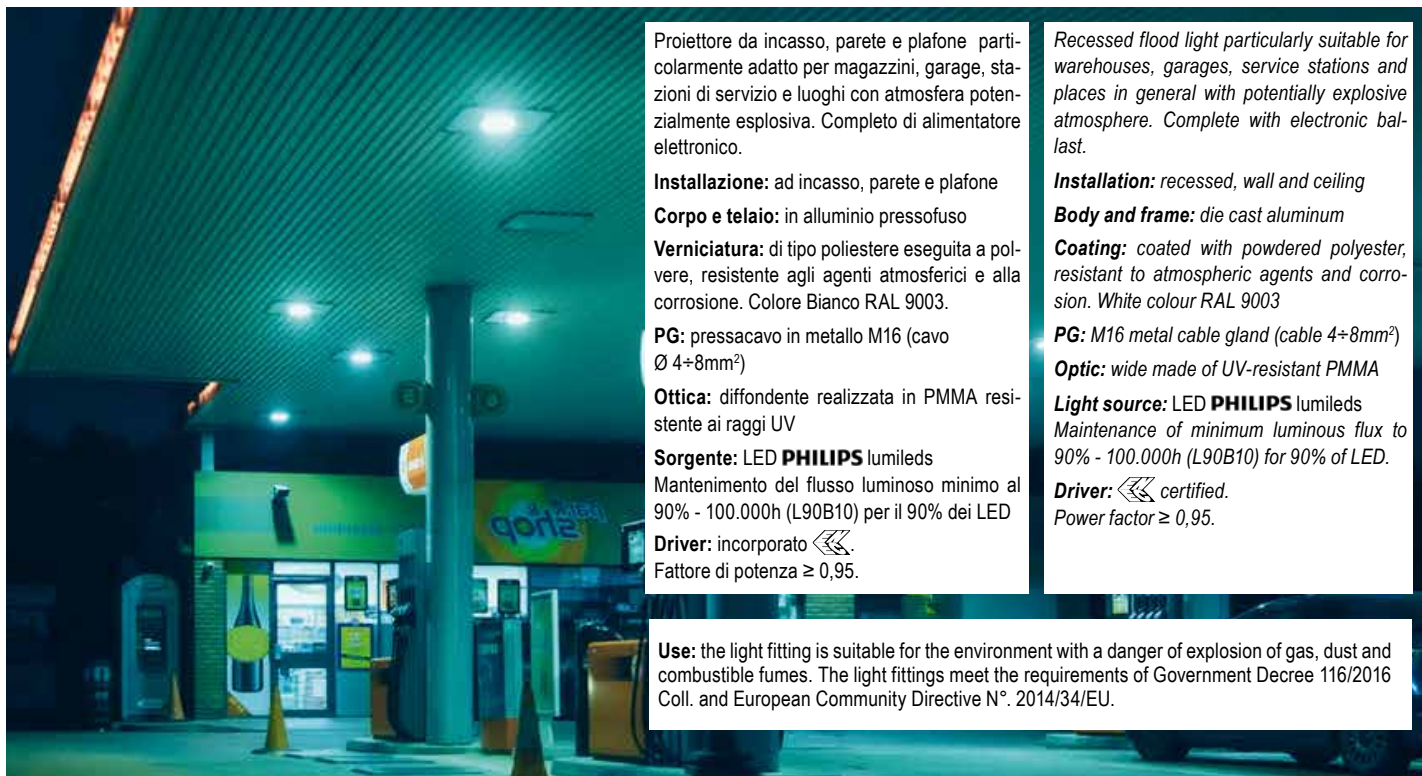 Proiettore da incasso, parete e plafone parti-
colarmente adatto per magazzini, garage, sta-
zioni di servizio e luoghi con atmosfera poten-
zialmente esplosiva. Completo di alimentatore
elettronico.
Installazione: ad incasso, parete e plafone
Corpo e telaio: in alluminio pressofuso
Verniciatura: di tipo poliestere eseguita a pol-
vere, resistente agli agenti atmosferici e alla
corrosione. Colore Bianco RAL 9003.
PG: pressacavo in metallo M16 (cavo
Ø 4÷8mm²)
Ottica: diffondente realizzata in PMMA resi-
stente ai raggi UV
Sorgente: LED PHILIPS lumileds
Mantenimento del flusso luminoso minimo al
90% - 100.000h (L90B10) per il 90% dei LED
Driver: incorporato .
Fattore di potenza ≥ 0,95.
Recessed flood light particularly suitable for
warehouses, garages, service stations and
places in general with potentially explosive
atmosphere. Complete with electronic bal-
last.
Installation: recessed, wall and ceiling
Body and frame: die cast aluminum
Coating: coated with powdered polyester,
resistant to atmospheric agents and corro-
sion. White colour RAL 9003
PG: M16 metal cable gland (cable 4÷8mm²)
Optic: wide made of UV-resistant PMMA
Light source: LED PHILIPS lumileds
Maintenance of minimum luminous flux to
90% - 100.000h (L90B10) for 90% of LED.
Driver: certified.
Power factor ≥ 0,95.
Use: the light fitting is suitable for the environment with a danger of explosion of gas, dust and
combustible fumes. The light fittings meet the requirements of Government Decree 116/2016
Coll. and European Community Directive N°. 2014/34/EU.
shop